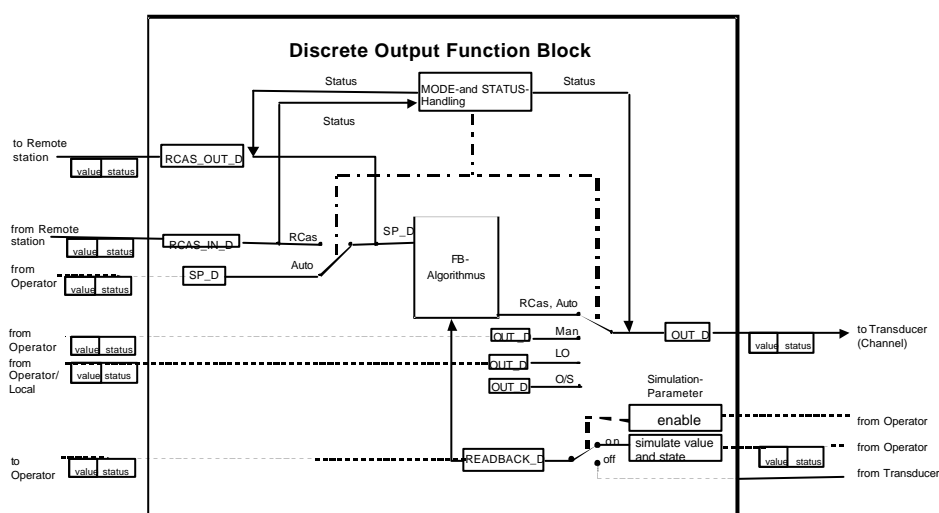 Discrete Output Function Block
Status
MODE-and STATUS-
Handling
Status
Status
to Remote
station
value status
RCAS_OUT_D
from Remote
station
value status
RCAS_IN_D
RCas
SP_D
FB-
Algorithmus
from
Operator
value status
SP_D
Auto
RCas, Auto
from
Operator
value status
OUT_D
Man
OUT_D
value status
to Transducer
(Channel)
from
Operator/
Local
value status
OUT_D
LO
OUT_D
O/S
Simulation-
Parameter
enable
from Operator
on
simulate value
and state
value status
from Operator
off
from Transducer
to
Operator
value status
READBACK_D